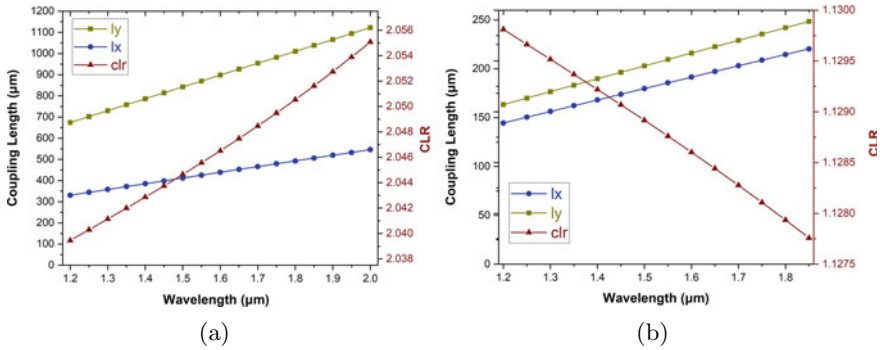 1200
1100
1000
900
800
700
600
500
400
300
200
100
0
Coupling Length (μm)
ly
lx
clr
2.056
2.054
2.052
2.050
2.048
2.046
2.044
2.042
2.040
2.038
CLR
1.2 1.3 1.4 1.5 1.6 1.7 1.8 1.9 2.0
Wavelength (μm)
(a)
250
200
150
100
50
0
Coupling Length (μm)
lx
ly
clr
1.1300
1.1295
1.1290
1.1285
1.1280
1.1275
CLR
1.2 1.3 1.4 1.5 1.6 1.7 1.8
Wavelength (μm)
(b)